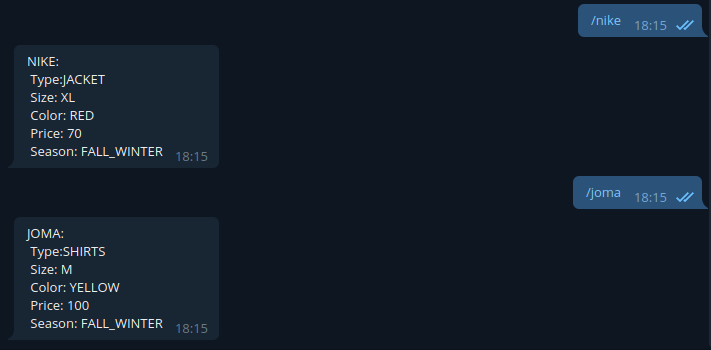 /nike 18:15
NIKE:
Type:JACKET
Size: XL
Color: RED
Price: 70
Season: FALL_WINTER 18:15
/joma 18:15
JOMA:
Type:SHIRTS
Size: M
Color: YELLOW
Price: 100
Season: FALL_WINTER 18:15